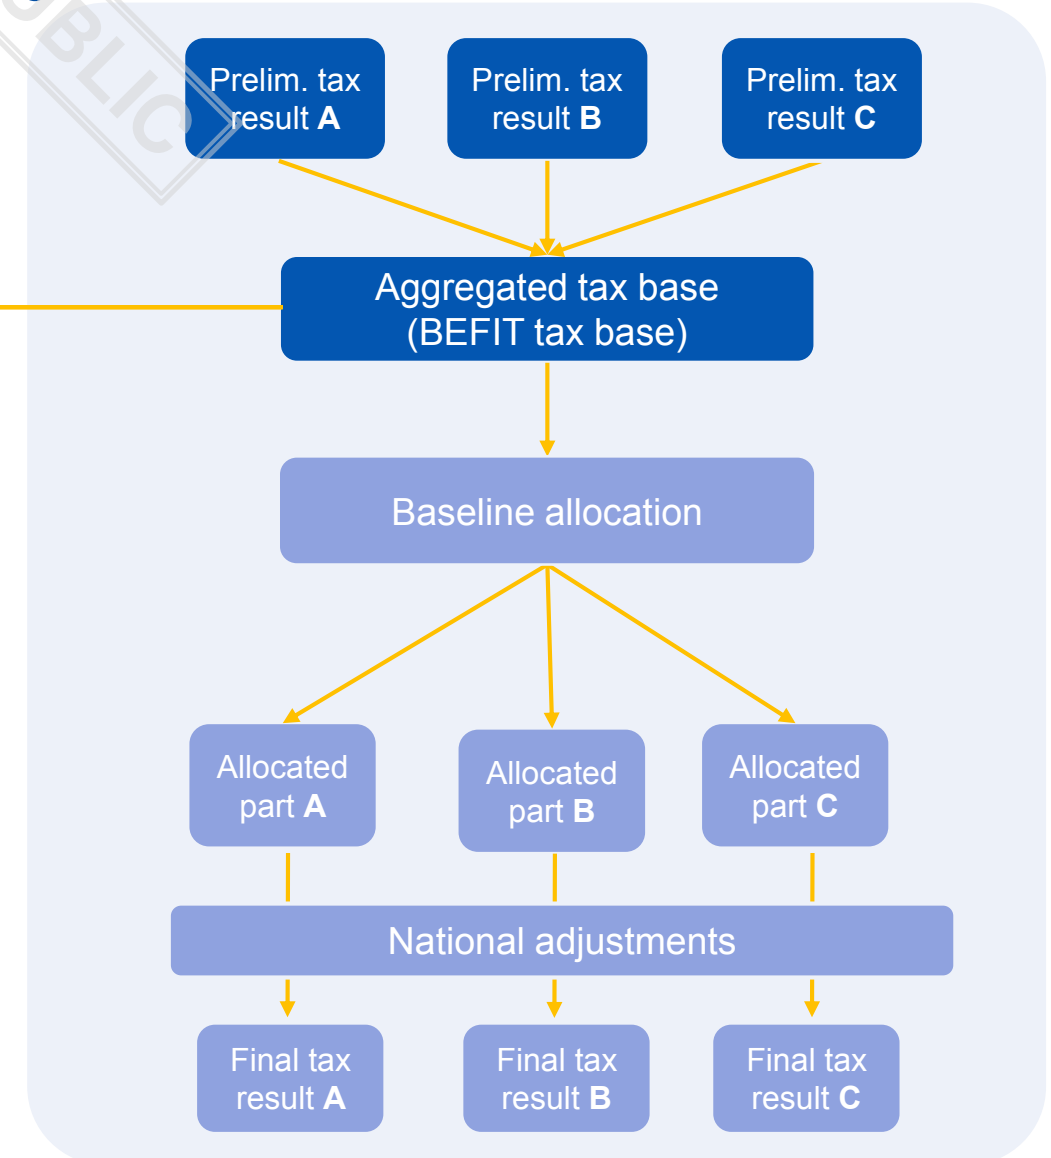 UBLIC
Prelim. tax
result A
Prelim. tax
result B
Prelim. tax
result C
Aggregated tax base
(BEFIT tax base)
Baseline allocation
Allocated
part A
Allocated
part B
Allocated
part C
National adjustments
Final tax
result A
Final tax
result B
Final tax
result C